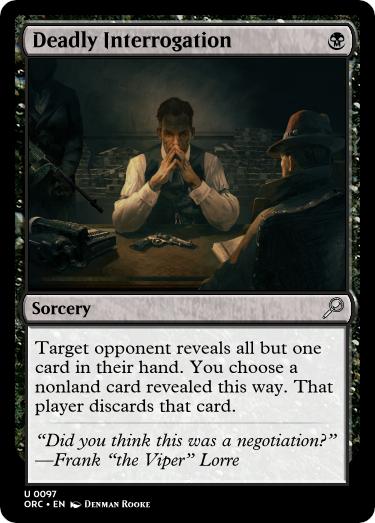 Deadly Interrogation
Sorcery
Target opponent reveals all but one
card in their hand. You choose a
nonland card revealed this way. That
player discards that card.
“Did you think this was a negotiation?”
—Frank “the Viper” Lorre
U 0097
ORC • EN DENMAN ROOKE